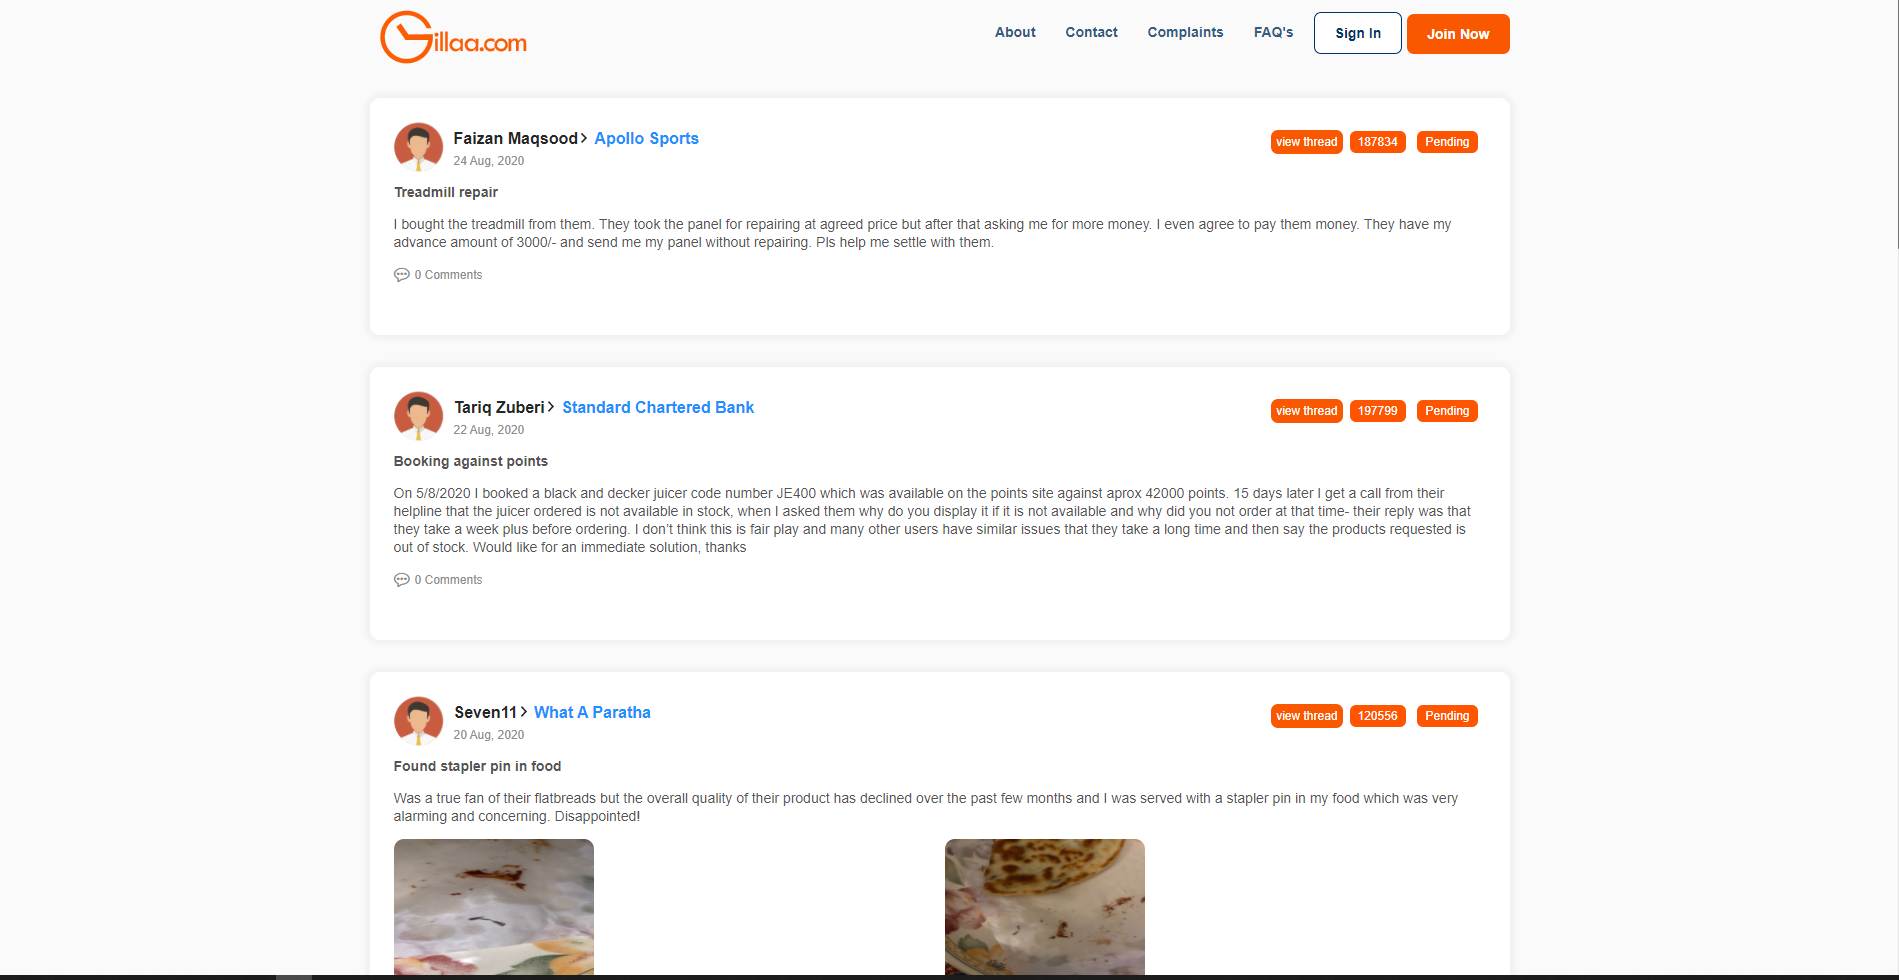 Gillaa.com
About Contact Complaints FAQ's Sign In Join Now
Faizan Maqsood> Apollo Sports
view thread 187834 Pending
24 Aug, 2020
Treadmill repair
I bought the treadmill from them. They took the panel for repairing at agreed price but after that asking me for more money. I even agree to pay them money. They have my
advance amount of 3000/- and send me my panel without repairing. Pls help me settle with them.
0 Comments
Tariq Zuberi> Standard Chartered Bank
view thread 197799 Pending
22 Aug, 2020
Booking against points
On 5/8/2020 I booked a black and decker juicer code number JE400 which was available on the points site against aprox 42000 points. 15 days later I get a call from their
helpline that the juicer ordered is not available in stock, when I asked them why do you display it if it is not available and why did you not order at that time- their reply was that
they take a week plus before ordering. I don’t think this is fair play and many other users have similar issues that they take a long time and then say the products requested is
out of stock. Would like for an immediate solution, thanks
0 Comments
Seven11> What A Paratha
view thread 120556 Pending
20 Aug, 2020
Found stapler pin in food
Was a true fan of their flatbreads but the overall quality of their product has declined over the past few months and I was served with a stapler pin in my food which was very
alarming and concerning. Disappointed!